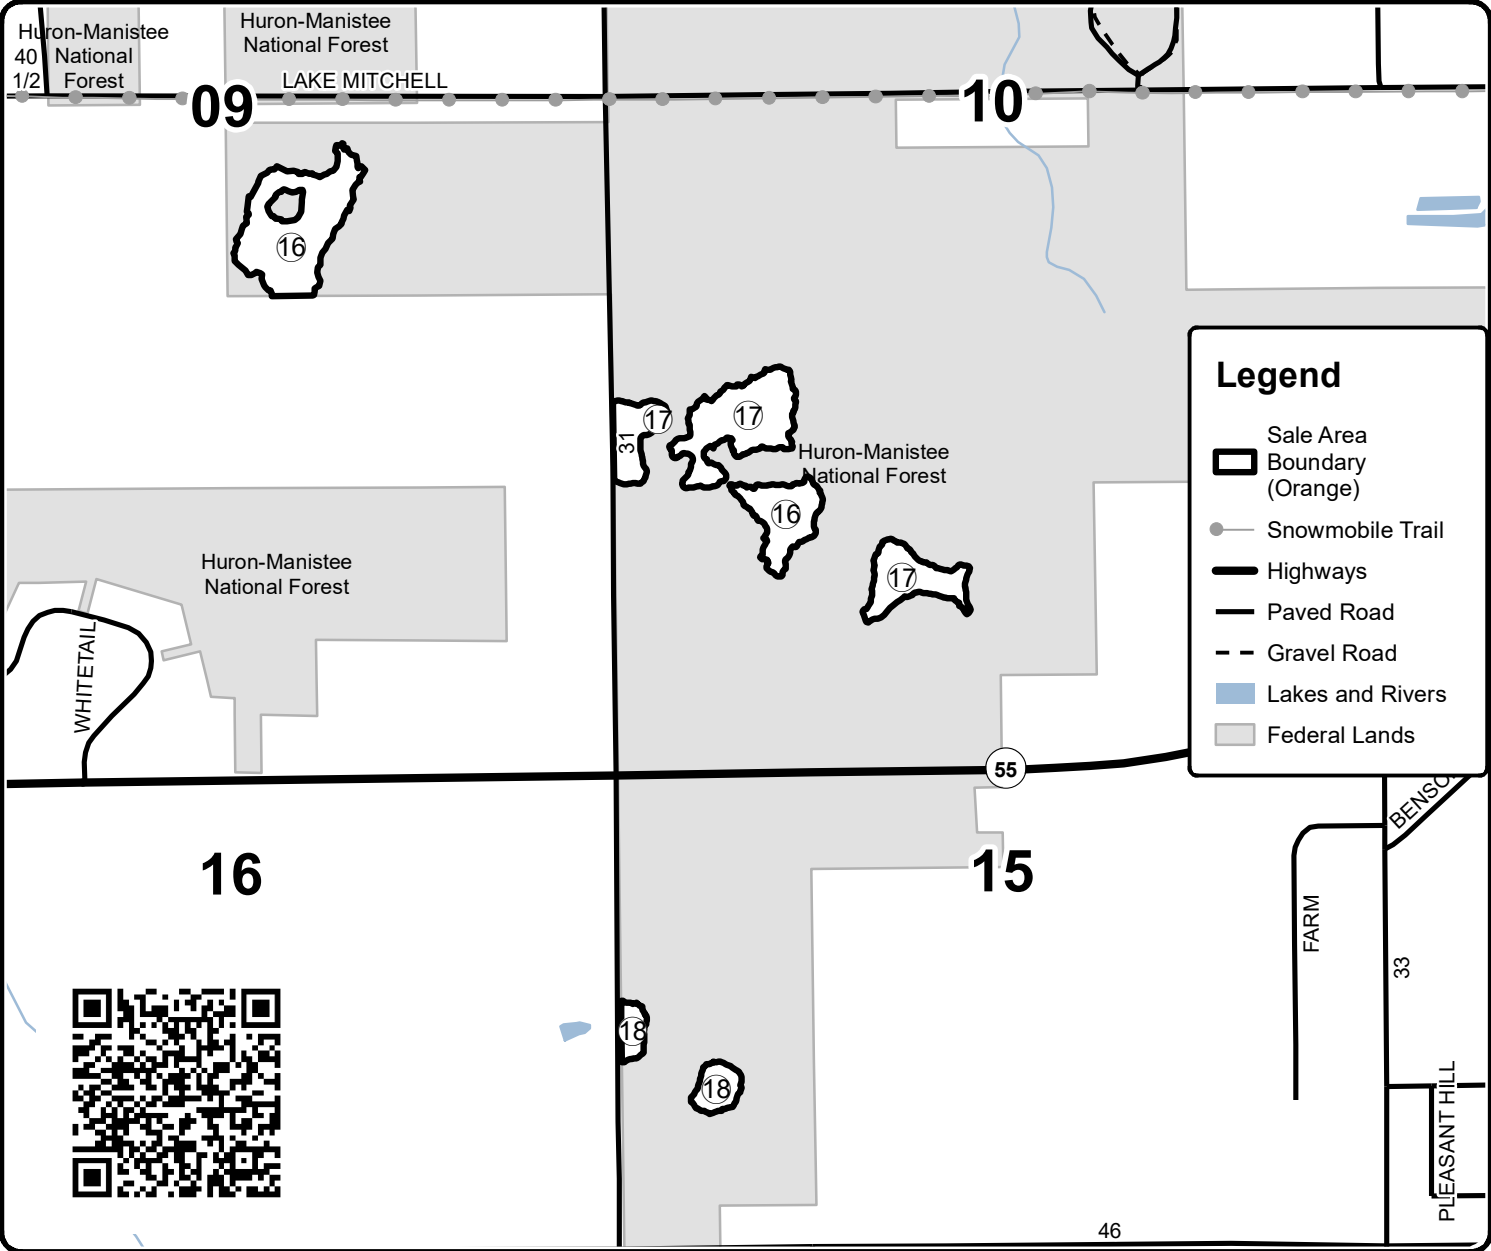 Huron-Manistee
National
Forest
40
1/2
Huron-Manistee
National Forest
LAKE MITCHELL
09
10
16
17
17
31
Huron-Manistee
National Forest
16
17
Huron-Manistee
National Forest
WHITETAIL
55
Legend
Sale Area
Boundary
(Orange)
Snowmobile Trail
Highways
Paved Road
Gravel Road
Lakes and Rivers
Federal Lands
BENSO
16
15
FARM
33
18
18
PLEASANT HILL
46